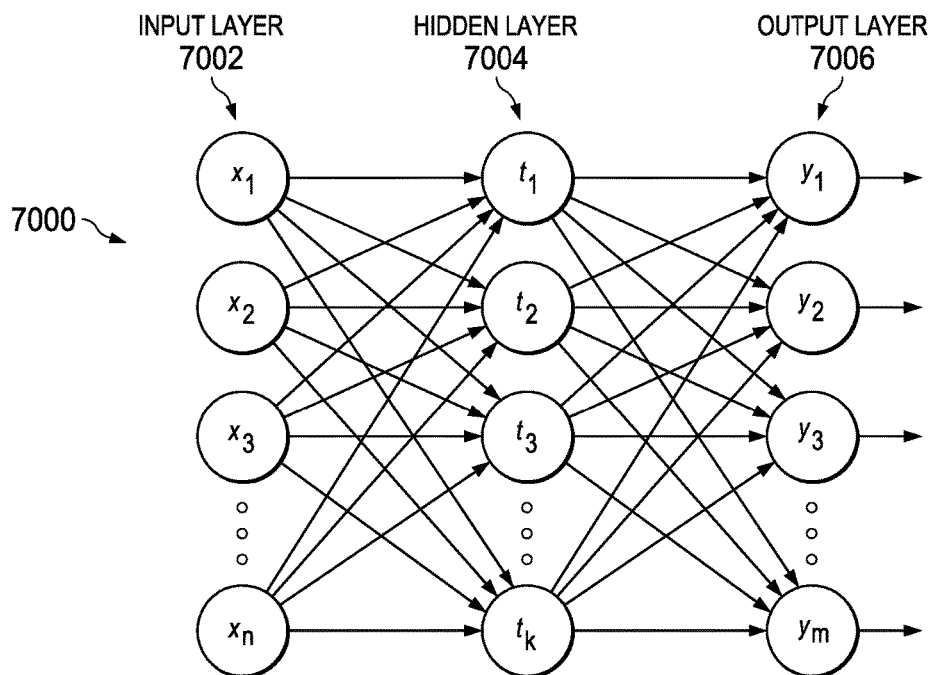 INPUT LAYER HIDDEN LAYER OUTPUT LAYER
7002 7004 7006
x1 t1 y1
7000
x2 t2 y2
x3 t3 y3
xn tk ym